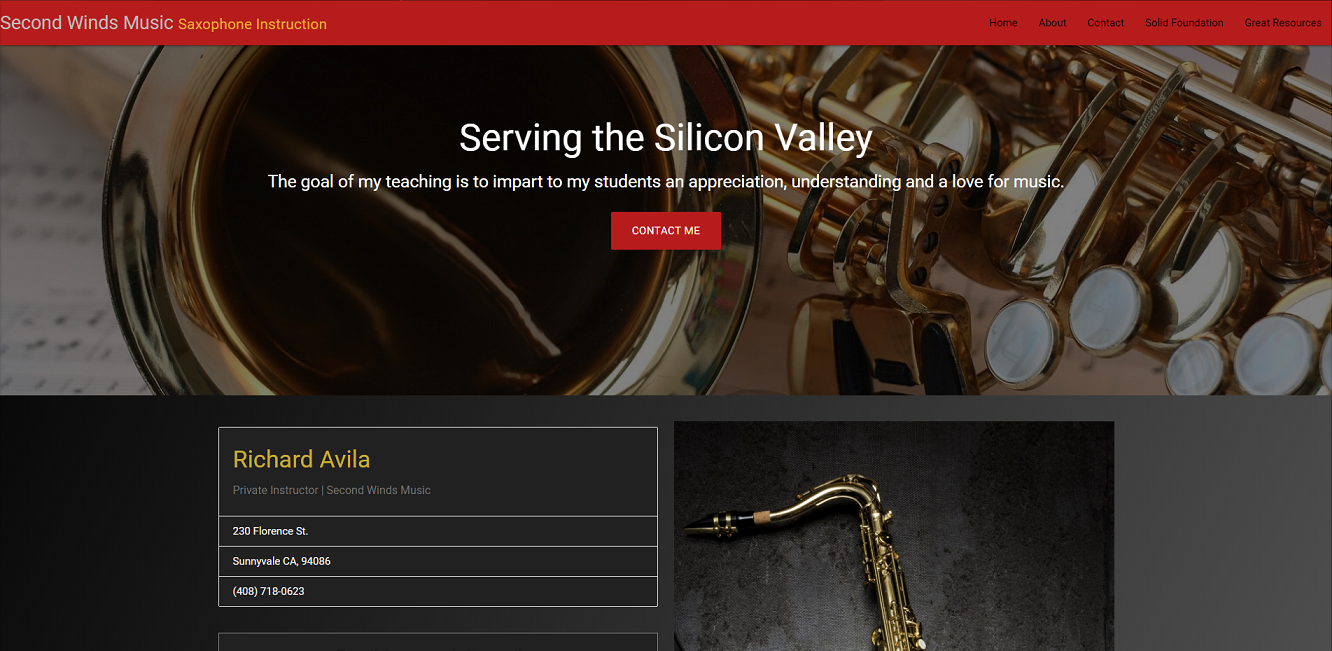 Second Winds Music Saxophone Instruction
Home About Contact Solid Foundation Great Resources
Serving the Silicon Valley
The goal of my teaching is to impart to my students an appreciation, understanding and a love for music.
CONTACT ME
Richard Avila
Private Instructor | Second Winds Music
230 Florence St.
Sunnyvale CA, 94086
(408) 718-0623